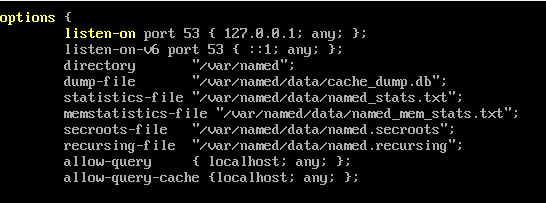 options {
        listen-on port 53 { 127.0.0.1; any; };
        listen-on-v6 port 53 { ::1; any; };
        directory       "/var/named";
        dump-file       "/var/named/data/cache_dump.db";
        statistics-file "/var/named/data/named_stats.txt";
        memstatistics-file "/var/named/data/named_mem_stats.txt";
        secroots-file   "/var/named/data/named.secroots";
        recursing-file  "/var/named/data/named.recursing";
        allow-query     { localhost; any; };
        allow-query-cache {localhost; any; };